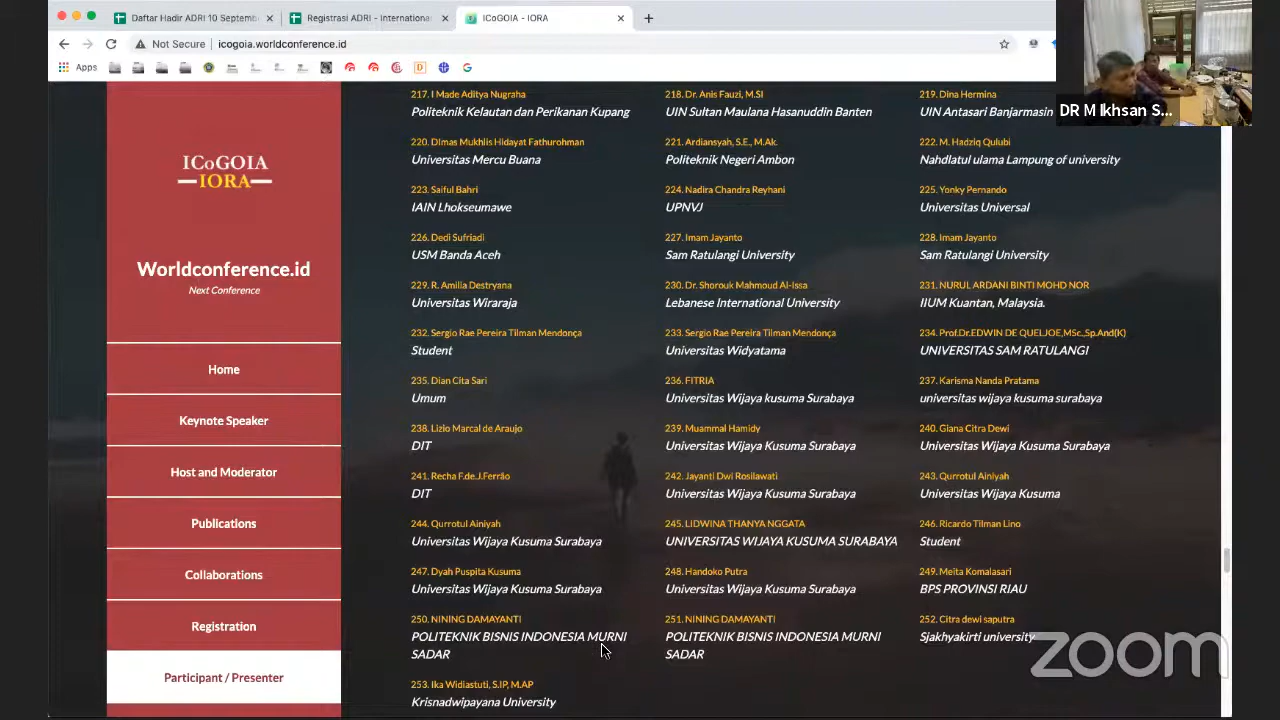 Daftar Hadir ADRI 10 Septemb
Registrasi ADRI - Internationa
ICoGOIA - IORA
Not Secure
icogoia.worldconference.id
Apps
DR M Ikhsan S...
ICoGOIA
IORA
Worldconference.id
Next Conference
Home
Keynote Speaker
Host and Moderator
Publications
Collaborations
Registration
Participant / Presenter
217. I Made Aditya Nugraha
Politeknik Kelautan dan Perikanan Kupang
218. Dr. Anis Fauzi, M.SI
UIN Sultan Maulana Hasanuddin Banten
219. Dina Hermina
UIN Antasari Banjarmasin
220. DImas Mukhlis Hidayat Fathurohman
Universitas Mercu Buana
221. Ardiansyah, S.E., M.Ak.
Politeknik Negeri Ambon
222. M. Hadziq Qulubi
Nahdlatul ulama Lampung of university
223. Saiful Bahri
IAIN Lhokseumawe
224. Nadira Chandra Reyhani
UPNVJ
225. Yonky Pernando
Universitas Universal
226. Dedi Sufriadi
USM Banda Aceh
227. Imam Jayanto
Sam Ratulangi University
228. Imam Jayanto
Sam Ratulangi University
229. R. Amilia Destryana
Universitas Wiraraja
230. Dr. Shorouk Mahmoud Al-Issa
Lebanese International University
231. NURUL ARDANI BINTI MOHD NOR
IIUM Kuantan, Malaysia.
232. Sergio Rae Pereira Tilman Mendonça
Student
233. Sergio Rae Pereira Tilman Mendonça
Universitas Widyatama
234. Prof.Dr.EDWIN DE QUELJOE,MSc.,Sp.And(K)
UNIVERSITAS SAM RATULANGI
235. Dian Cita Sari
Umum
236. FITRIA
Universitas Wijaya kusuma Surabaya
237. Karisma Nanda Pratama
universitas wijaya kusuma surabaya
238. Lizio Marcal de Araujo
DIT
239. Muammal Hamidy
Universitas Wijaya Kusuma Surabaya
240. Giana Citra Dewi
Universitas Wijaya Kusuma Surabaya
241. Recha F.de.J.Ferrão
DIT
242. Jayanti Dwi Rosilawati
Universitas Wijaya Kusuma Surabaya
243. Qurrotul Ainiyah
Universitas Wijaya Kusuma
244. Qurrotul Ainiyah
Universitas Wijaya Kusuma Surabaya
245. LIDWINA THANYA NGGATA
UNIVERSITAS WIJAYA KUSUMA SURABAYA
246. Ricardo Tilman Lino
Student
247. Dyah Puspita Kusuma
Universitas Wijaya Kusuma Surabaya
248. Handoko Putra
Universitas Wijaya Kusuma Surabaya
249. Meita Komalasari
BPS PROVINSI RIAU
250. NINING DAMAYANTI
POLITEKNIK BISNIS INDONESIA MURNI
SADAR
251. NINING DAMAYANTI
POLITEKNIK BISNIS INDONESIA MURNI
SADAR
252. Citra dewi saputra
Sjakhyakirti university
253. Ika Widiastuti, S.IP, M.AP
Krisnadwipayana University
zoom